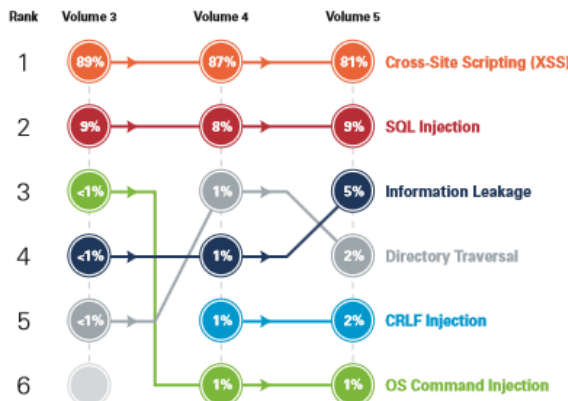 Rank Volume 3 Volume 4 Volume 5
1 89% 87% 81% Cross-Site Scripting (XSS)
2 9% 8% 9% SQL Injection
3 <1% 1% 5% Information Leakage
4 <1% 1% 2% Directory Traversal
5 <1% 1% 2% CRLF Injection
6 1% 1% OS Command Injection